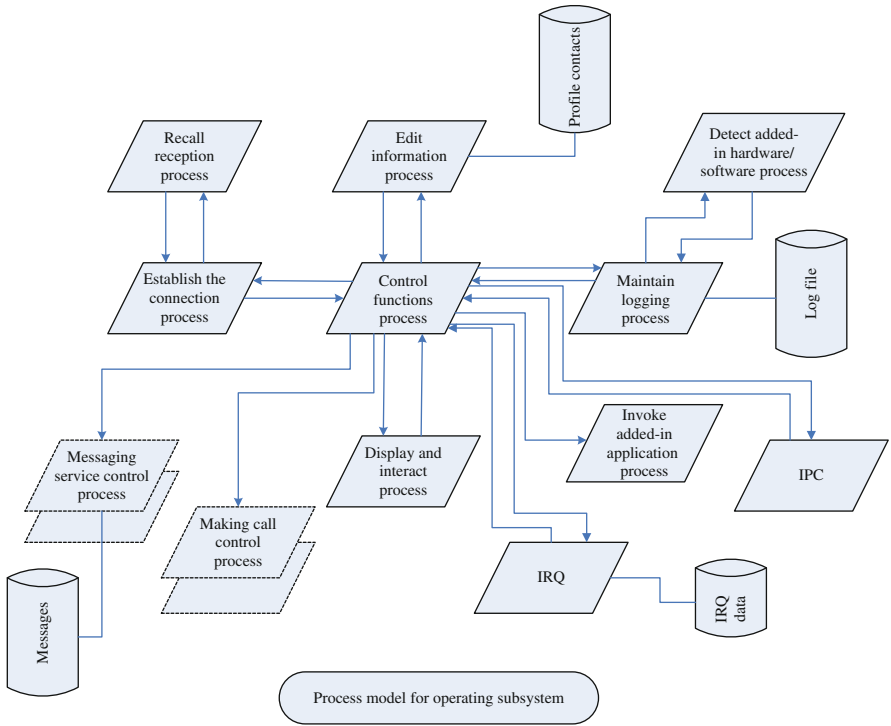 Profile contacts
Recall
reception
process
Edit
information
process
Detect added-
in hardware/
software process
Establish the
connection
process
Control
functions
process
Maintain
logging
process
Log file
Messaging
service control
process
Display and
interact
process
Invoke
added-in
application
process
IPC
Making call
control
process
IRQ
IRQ
data
Messages
Process model for operating subsystem